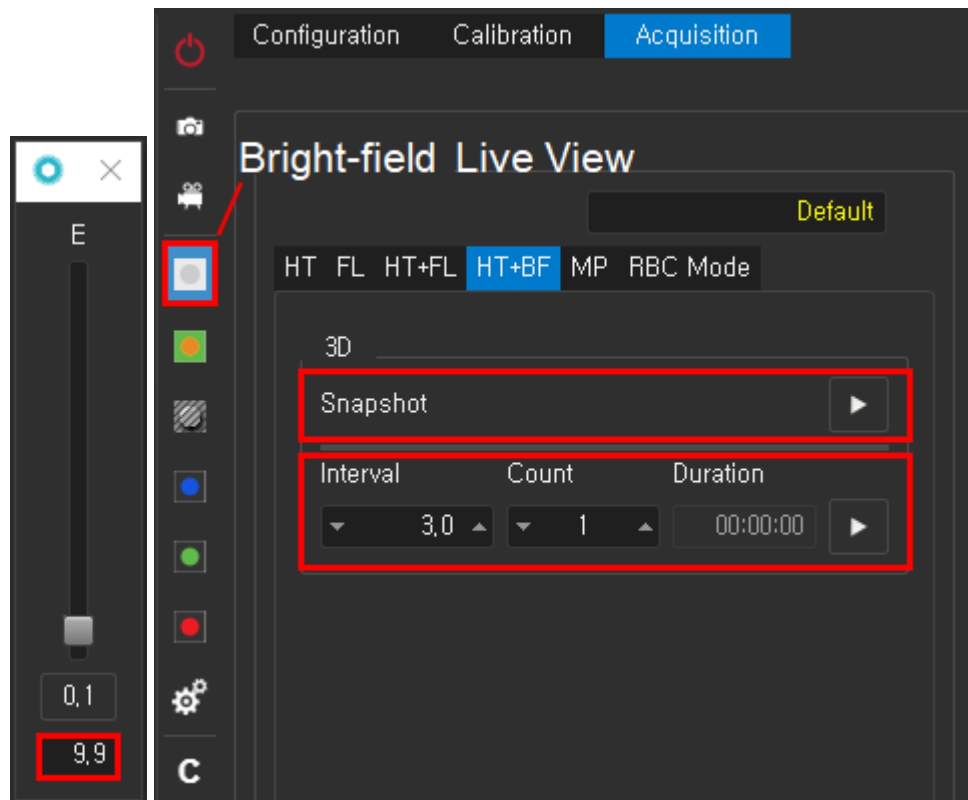 Configuration Calibration Acquisition
Bright-field Live View
E
Default
HT FL HT+FL HT+BF MP RBC Mode
3D
Snapshot
Interval Count Duration
3,0 1 00:00:00
0,1
9,9
C